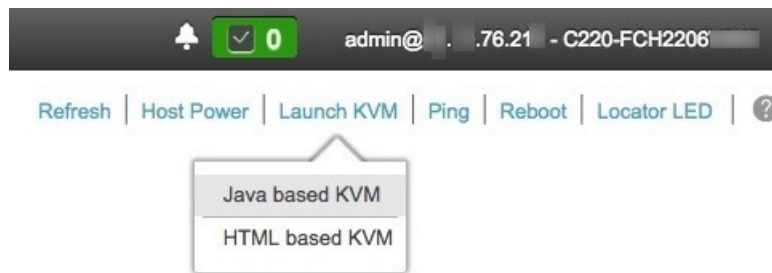 0 admin@ . .76.21 - C220-FCH2206
Refresh | Host Power | Launch KVM | Ping | Reboot | Locator LED | ?
Java based KVM
HTML based KVM